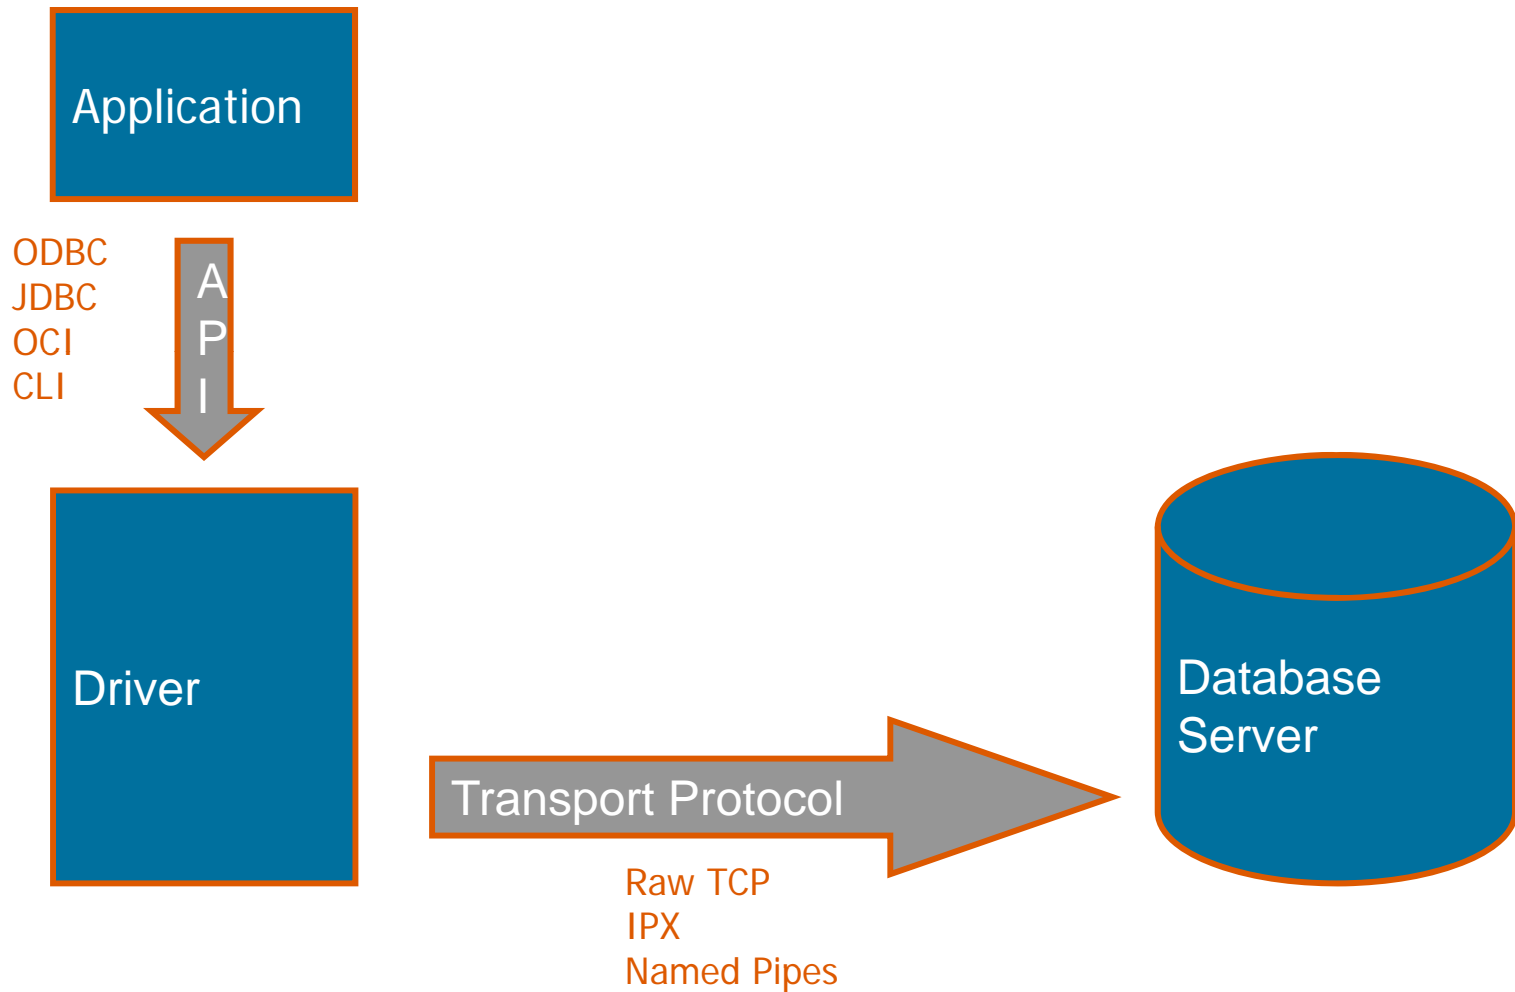 Application
ODBC
JDBC
OCI
CLI
A
P
I
Driver
Database
Server
Transport Protocol
Raw TCP
IPX
Named Pipes